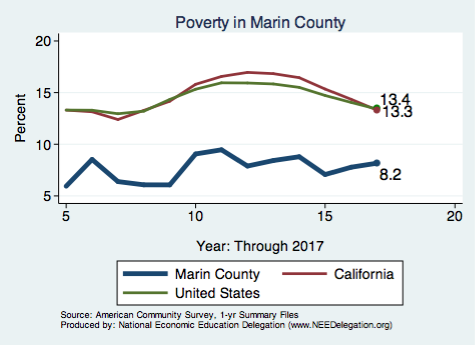 Poverty in Marin County
20
15
10
5
Percent
13.4
13.3
8.2
5
10
15
20
Year: Through 2017
Marin County
California
United States
Source: American Community Survey, 1-yr Summary Files
Produced by: National Economic Education Delegation (www.NEEDelegation.org)